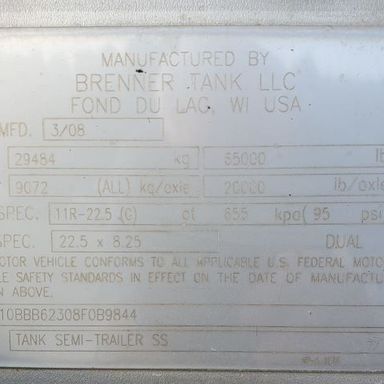 MANUFACTURED BY
BRENNER TANK LLC
FOND DU LAC, WI USA
MFD. 3/08
29484 kg 65000 lb
9072 (ALL) kg/axle 20000 lb/axle
SPEC. 11R-22.5 (G) at 655 kpa( 95 psi
SPEC. 22.5 x 8.25 DUAL
MOTOR VEHICLE CONFORMS TO ALL APPLICABLE U.S. FEDERAL MOTOR
LE SAFETY STANDARDS IN EFFECT ON THE DATE OF MANUFACTU
N ABOVE.
10BBB62308F0B9844
TANK SEMI-TRAILER SS